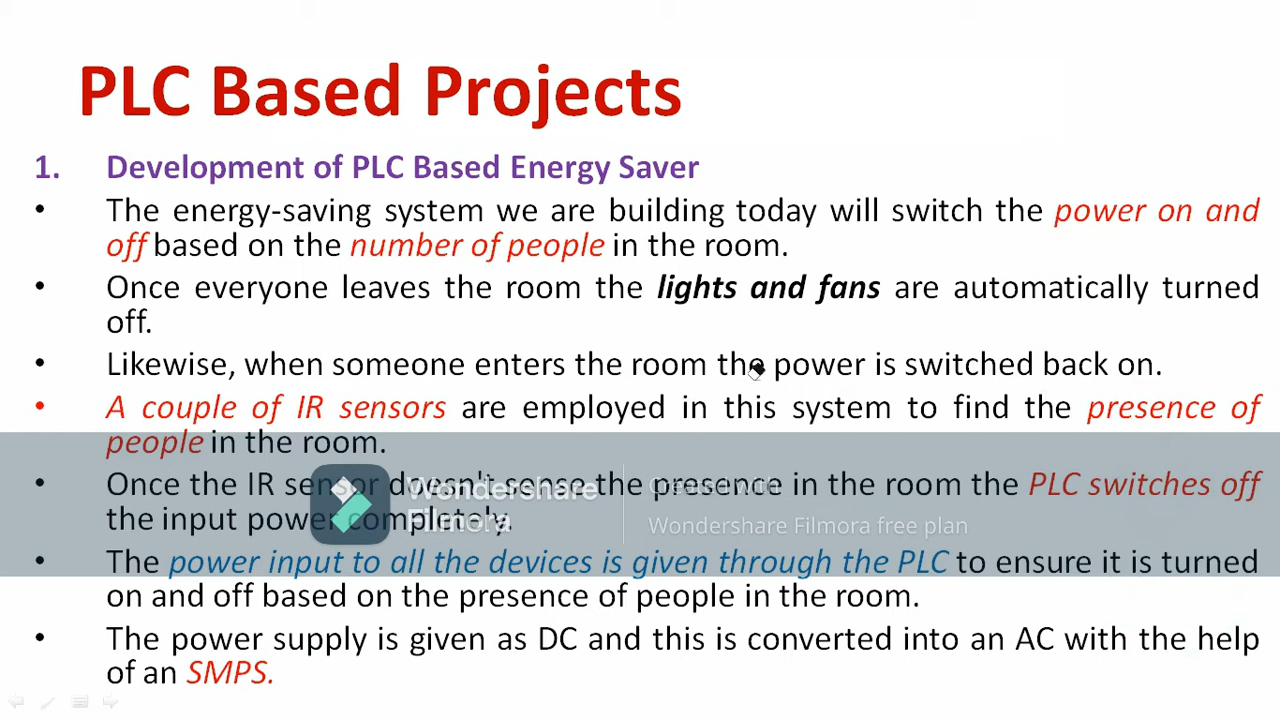 PLC Based Projects
1. Development of PLC Based Energy Saver
• The energy-saving system we are building today will switch the power on and
off based on the number of people in the room.
• Once everyone leaves the room the lights and fans are automatically turned
off.
• Likewise, when someone enters the room the power is switched back on.
• A couple of IR sensors are employed in this system to find the presence of
people in the room.
• Once the IR sensor doesn't sense the presence in the room the PLC switches off
the input power completely.
Wondershare
Filmora
Created with
Wondershare Filmora free plan
• The power input to all the devices is given through the PLC to ensure it is turned
on and off based on the presence of people in the room.
• The power supply is given as DC and this is converted into an AC with the help
of an SMPS.